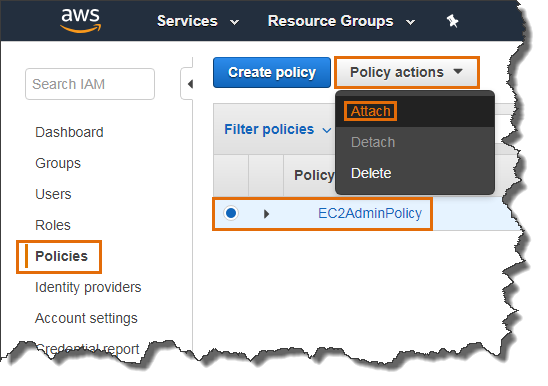 aws
Services
Resource Groups
Search IAM
Create policy
Policy actions
Attach
Detach
Delete
Filter policies
Policy
EC2AdminPolicy
Dashboard
Groups
Users
Roles
Policies
Identity providers
Account settings
Credential report